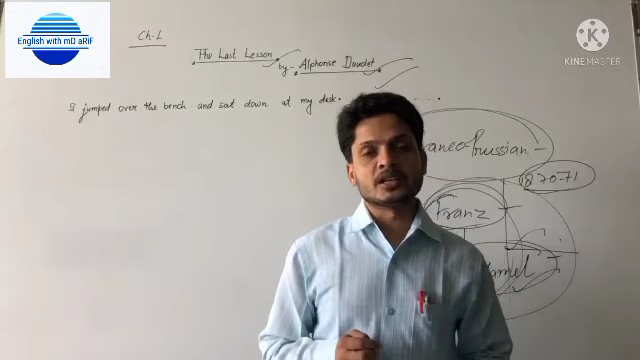 English with mD aRiF
Ch-1
KINEMASTER
The Last Lesson
by- Alphonse Daudet
I jumped over the bench and sat down at my desk.
Prussian -
1870-71
Franz